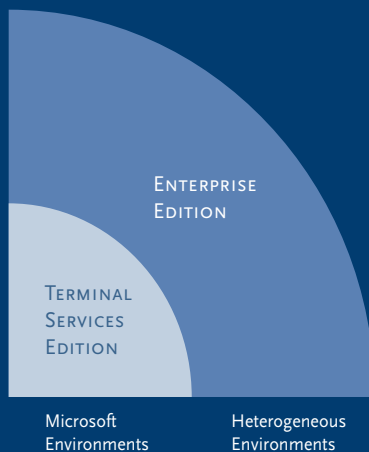 ENTERPRISE
EDITION
TERMINAL
SERVICES
EDITION
Microsoft
Environments
Heterogeneous
Environments